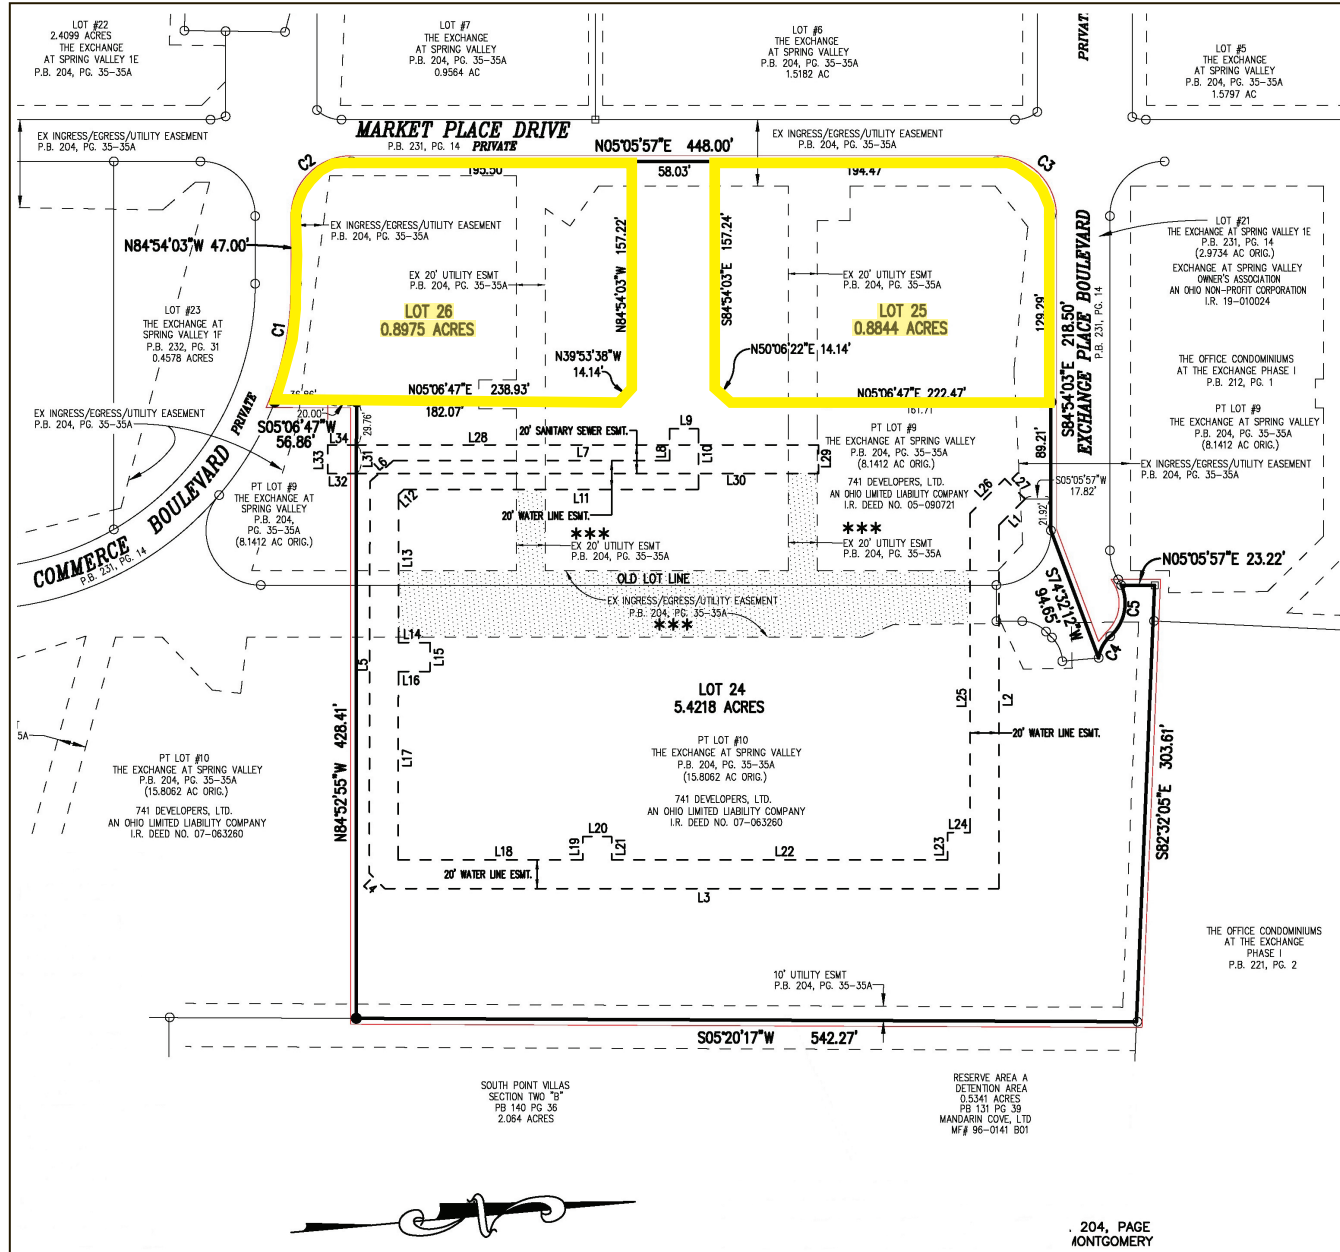 LOT #22
2.4099 ACRES
THE EXCHANGE
AT SPRING VALLEY 1E
P.B. 204, PG. 35-35A
LOT #7
THE EXCHANGE
AT SPRING VALLEY
P.B. 204, PG. 35-35A
0.9564 AC
LOT #6
THE EXCHANGE
AT SPRING VALLEY
P.B. 204, PG. 35-35A
1.5182 AC
PRIVAT
LOT #5
THE EXCHANGE
AT SPRING VALLEY
P.B. 204, PG. 35-35A
1.5797 AC
EX INGRESS/EGRESS/UTILITY EASEMENT
P.B. 204, PG. 35-35A
MARKET PLACE DRIVE
P.B. 231, PG. 14 PRIVATE
N05°05'57"E 448.00'
EX INGRESS/EGRESS/UTILITY EASEMENT
P.B. 204, PG. 35-35A
C2
195.50'
58.03'
194.47'
C3
EX INGRESS/EGRESS/UTILITY EASEMENT
P.B. 204, PG. 35-35A
N84°54'03"W 47.00'
N84°54'03"W 157.22'
S84°54'03"E 157.24'
129.29'
S84°54'03"E 218.50'
EXCHANGE PLACE BOULEVARD
P.B. 231, PG. 14
LOT #21
THE EXCHANGE AT SPRING VALLEY 1E
P.B. 231, PG. 14
(2.9734 AC ORIG.)
EXCHANGE AT SPRING VALLEY
OWNER'S ASSOCIATION
AN OHIO NON-PROFIT CORPORATION
I.R. 19-010024
EX 20' UTILITY ESMT
P.B. 204, PG. 35-35A
EX 20' UTILITY ESMT
P.B. 204, PG. 35-35A
LOT #23
THE EXCHANGE AT
SPRING VALLEY 1F
P.B. 232, PG. 31
0.4578 ACRES
C1
LOT 26
0.8975 ACRES
LOT 25
0.8844 ACRES
N39°53'38"W
14.14'
N50°06'22"E 14.14'
THE OFFICE CONDOMINIUMS
AT THE EXCHANGE PHASE I
P.B. 212, PG. 1
N05°06'47"E 238.93'
182.07'
N05°06'47"E 222.47'
161.71'
36.86'
20.00'
29.76'
S05°06'47"W
56.86'
EX INGRESS/EGRESS/UTILITY EASEMENT
P.B. 204, PG. 35-35A
PRIVATE
PT LOT #9
THE EXCHANGE AT SPRING VALLEY
P.B. 204, PG. 35-35A
(8.1412 AC ORIG.)
L9
20' SANITARY SEWER ESMT.
L34
L28
L7
L8
L10
L29
L33
L31
L6
L32
L30
PT LOT #9
THE EXCHANGE AT SPRING VALLEY
P.B. 204, PG. 35-35A
(8.1412 AC ORIG.)
741 DEVELOPERS, LTD.
AN OHIO LIMITED LIABILITY COMPANY
I.R. DEED NO. 05-090721
89.21'
EX INGRESS/EGRESS/UTILITY EASEMENT
P.B. 204, PG. 35-35A
S05°05'57"W
17.82'
L26
L27
L1
21.92'
PT LOT #9
THE EXCHANGE AT
SPRING VALLEY
P.B. 204,
PG. 35-35A
(8.1412 AC ORIG.)
L12
L11
20' WATER LINE ESMT.
***
EX 20' UTILITY ESMT
P.B. 204, PG. 35-35A
***
EX 20' UTILITY ESMT
P.B. 204, PG. 35-35A
L13
COMMERCE BOULEVARD
P.B. 231, PG. 14
OLD LOT LINE
EX INGRESS/EGRESS/UTILITY EASEMENT
P.B. 204, PG. 35-35A
***
N05°05'57"E 23.22'
S74°32'12"W
94.65'
C5
C4
L14
L15
L16
L5
LOT 24
5.4218 ACRES
L25
L2
5A
N84°52'55"W 428.41'
L17
20' WATER LINE ESMT.
S82°32'05"E 303.61'
PT LOT #10
THE EXCHANGE AT SPRING VALLEY
P.B. 204, PG. 35-35A
(15.8062 AC ORIG.)
741 DEVELOPERS, LTD.
AN OHIO LIMITED LIABILITY COMPANY
I.R. DEED NO. 07-063260
PT LOT #10
THE EXCHANGE AT SPRING VALLEY
P.B. 204, PG. 35-35A
(15.8062 AC ORIG.)
741 DEVELOPERS, LTD.
AN OHIO LIMITED LIABILITY COMPANY
I.R. DEED NO. 07-063260
L18
L19
L20
L21
L22
L23
L24
20' WATER LINE ESMT.
L4
L3
THE OFFICE CONDOMINIUMS
AT THE EXCHANGE
PHASE I
P.B. 221, PG. 2
10' UTILITY ESMT
P.B. 204, PG. 35-35A
S05°20'17"W 542.27'
SOUTH POINT VILLAS
SECTION TWO "B"
PB 140 PG 36
2.064 ACRES
RESERVE AREA A
DETENTION AREA
0.5341 ACRES
PB 131 PG 39
MANDARIN COVE, LTD
MF# 96-0141 B01
N
. 204, PAGE
MONTGOMERY